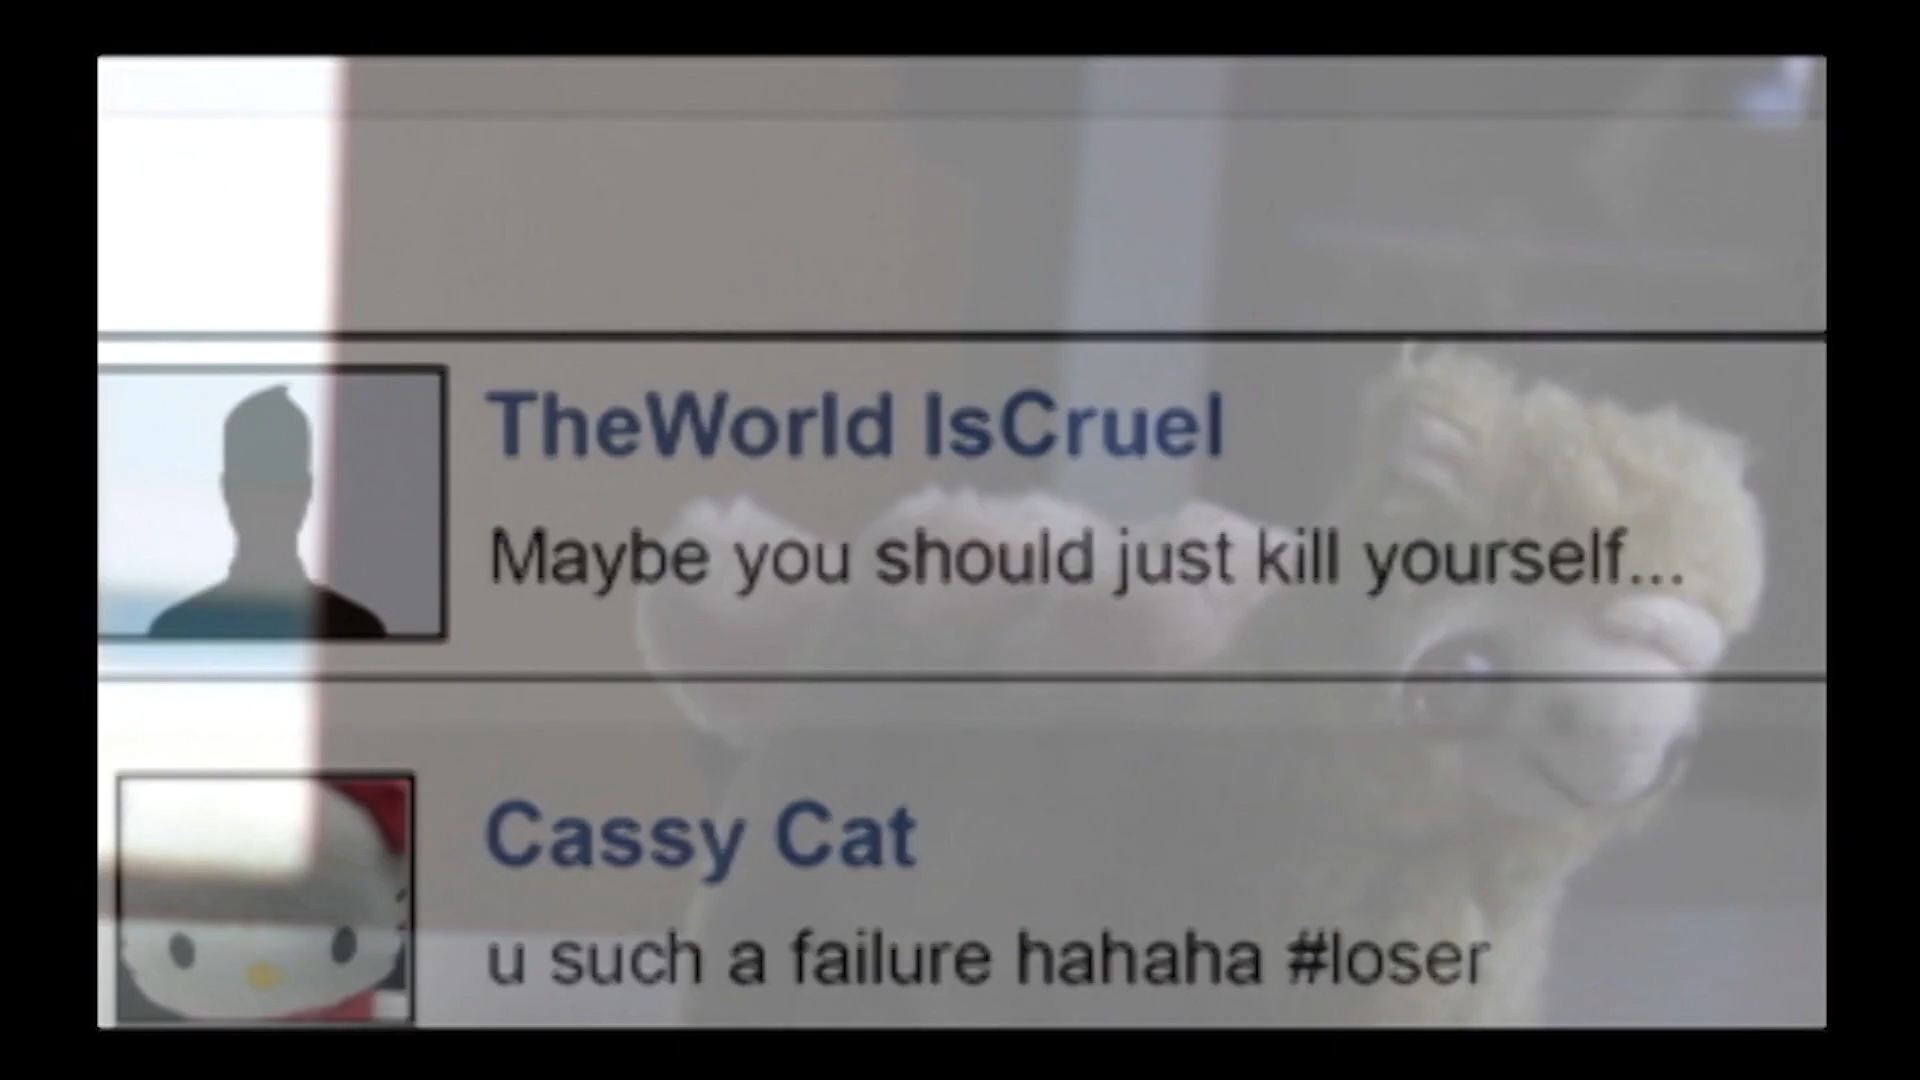 TheWorld IsCruel
Maybe you should just kill yourself...
Cassy Cat
u such a failure hahaha #loser